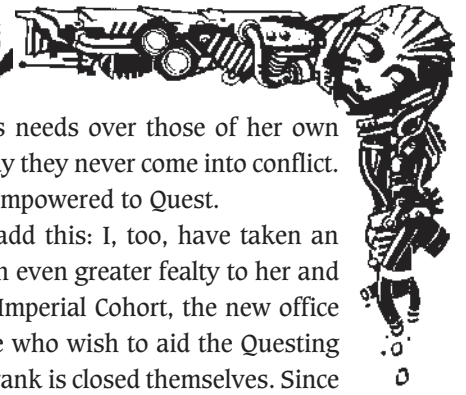 s needs over those of her own
y they never come into conflict.
mpowered to Quest.
add this: I, too, have taken an
n even greater fealty to her and
Imperial Cohort, the new office
e who wish to aid the Questing
rank is closed themselves. Since